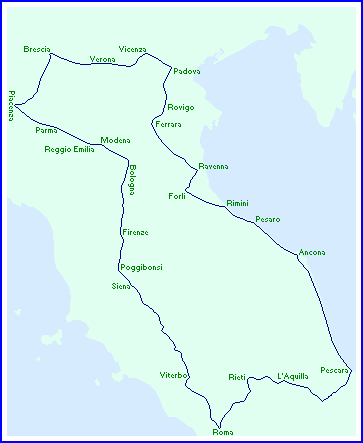 Brescia
Vicenza
Verona
Padova
Piacenza
Rovigo
Ferrara
Parma
Modena
Reggio Emilia
Bologna
Ravenna
Forlì
Rimini
Pesaro
Firenze
Ancona
Poggibonsi
Siena
Pescara
Viterbo
Rieti
L'Aquilla
Roma